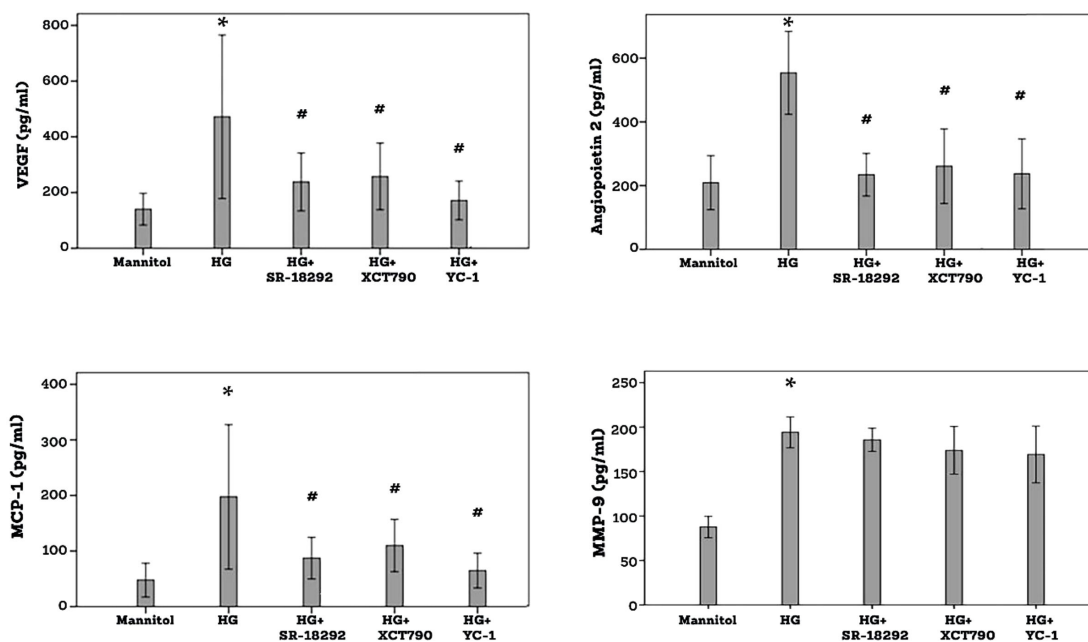 VEGF (pg/ml)
800
600
400
200
0
*
#
#
#
Mannitol
HG
HG+
SR-18292
HG+
XCT790
HG+
YC-1
Angiopoietin 2 (pg/ml)
600
400
200
0
*
#
#
#
Mannitol
HG
HG+
SR-18292
HG+
XCT790
HG+
YC-1
MCP-1 (pg/ml)
400
300
200
100
0
*
#
#
#
Mannitol
HG
HG+
SR-18292
HG+
XCT790
HG+
YC-1
MMP-9 (pg/ml)
250
200
150
100
50
0
*
Mannitol
HG
HG+
SR-18292
HG+
XCT790
HG+
YC-1